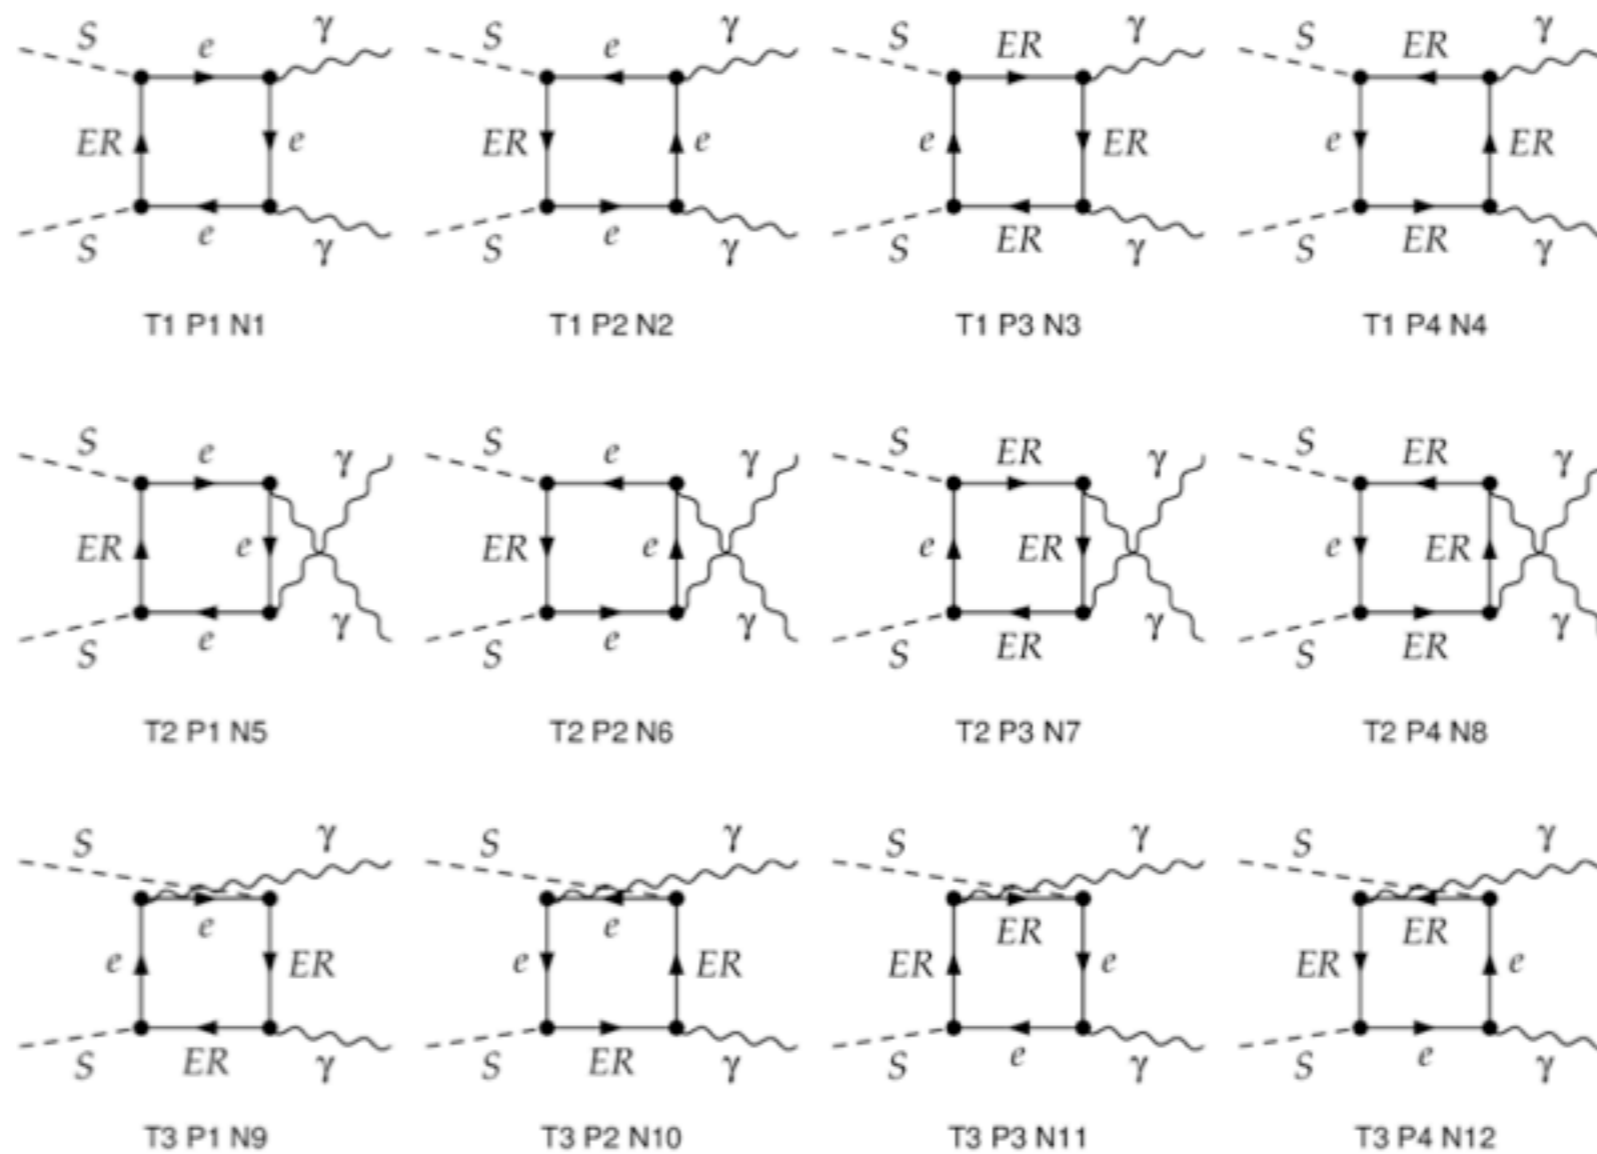 S e γ S e γ S ER γ S ER γ
ER e ER e e ER e ER
S e γ S e γ S ER γ S ER γ
T1 P1 N1 T1 P2 N2 T1 P3 N3 T1 P4 N4
S e γ S e γ S ER γ S ER γ
ER e ER e e ER e ER
S e γ S e γ S ER γ S ER γ
T2 P1 N5 T2 P2 N6 T2 P3 N7 T2 P4 N8
S γ S γ S γ S γ
e e ER ER
e ER e ER ER e ER e
S ER γ S ER γ S e γ S e γ
T3 P1 N9 T3 P2 N10 T3 P3 N11 T3 P4 N12